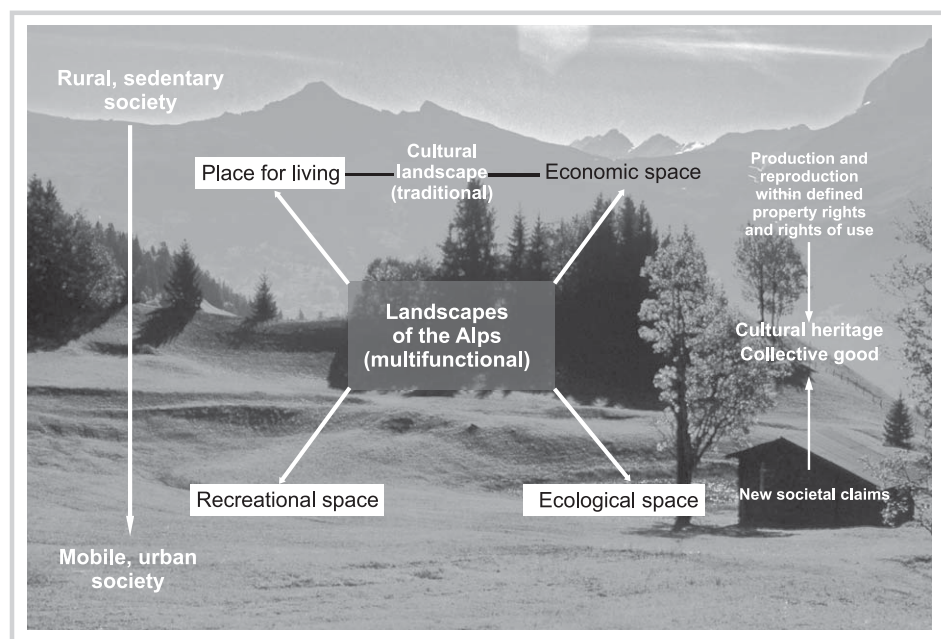 Rural, sedentary
society
Place for living
Cultural
landscape
(traditional)
Economic space
Production and
reproduction
within defined
property rights
and rights of use
Landscapes
of the Alps
(multifunctional)
Cultural heritage
Collective good
Recreational space
Ecological space
New societal claims
Mobile, urban
society